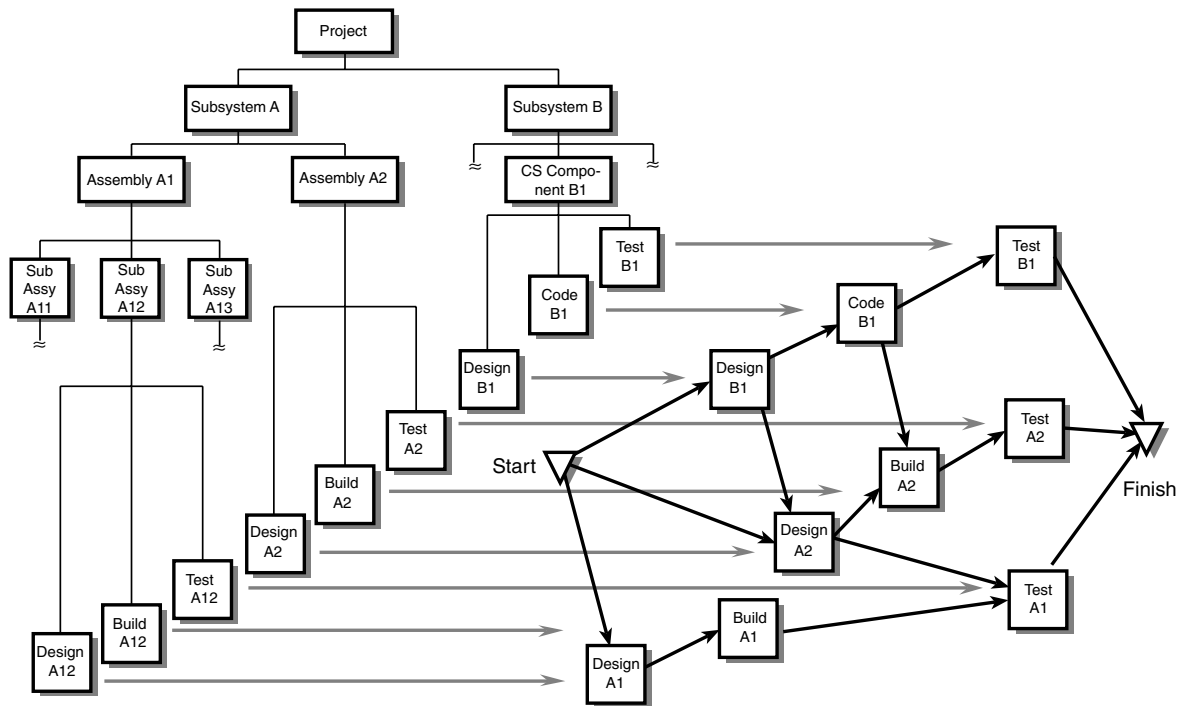 Project
Subsystem A
Subsystem B
Assembly A1
Assembly A2
CS Compo-
nent B1
Sub
Assy
A11
Sub
Assy
A12
Sub
Assy
A13
Test
B1
Code
B1
Design
B1
Test
A2
Build
A2
Design
A2
Test
A12
Build
A12
Design
A12
Start
Test
B1
Code
B1
Design
B1
Test
A2
Build
A2
Design
A2
Finish
Test
A1
Build
A1
Design
A1